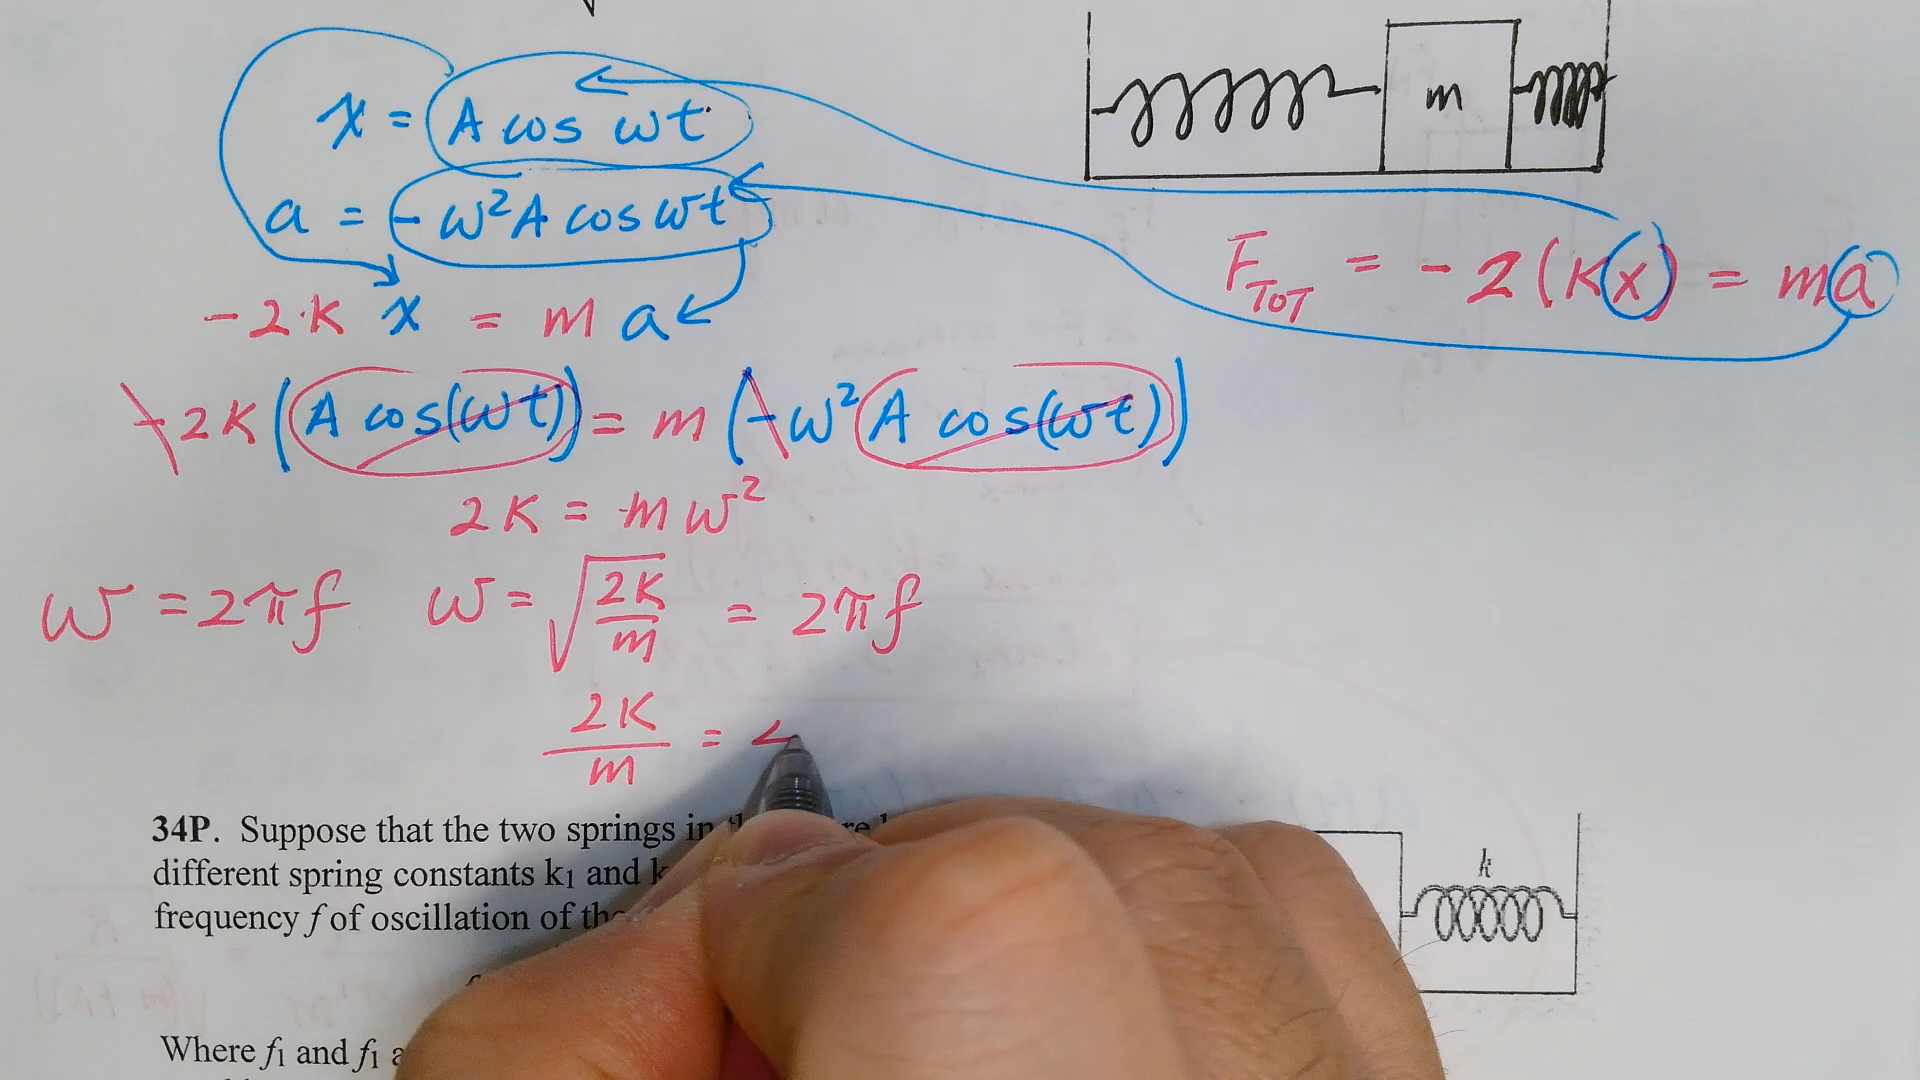 x = A cos ωt
m
a = - ω²A cos ωt
F_TOT = - 2 (Kx) = ma
- 2·K x = m a
-2K (A cos(ωt)) = m (-ω² A cos(ωt))
2K = mω²
ω = 2πf ω = √(2K/m) = 2πf
2K/m = 4
34P. Suppose that the two springs in
different spring constants k₁ and
k
frequency f of oscillation of
Where f₁ and f₁